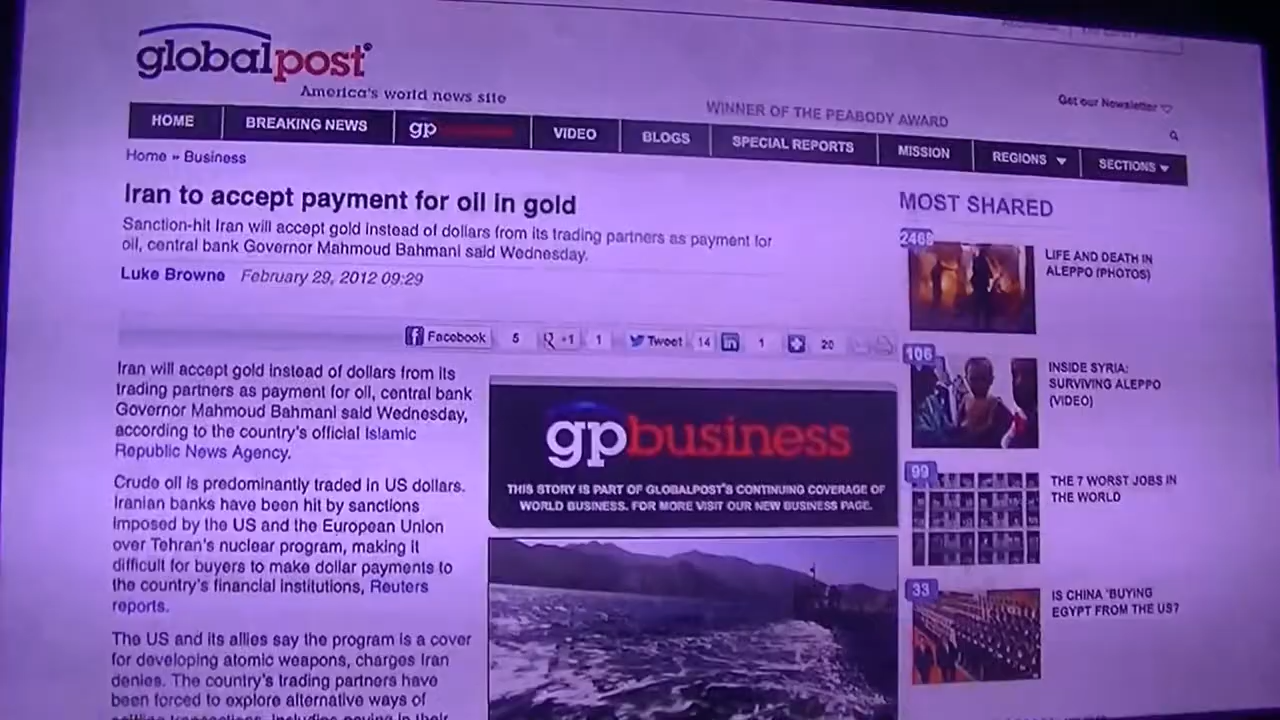 globalpost
America's world news site
WINNER OF THE PEABODY AWARD
Get our Newsletter
HOME BREAKING NEWS gp business VIDEO BLOGS SPECIAL REPORTS MISSION REGIONS SECTIONS
Home » Business
Iran to accept payment for oil in gold
Sanction-hit Iran will accept gold instead of dollars from its trading partners as payment for
oil, central bank Governor Mahmoud Bahmani said Wednesday.
Luke Browne February 29, 2012 09:29
Facebook 5 +1 1 Tweet 14 in 1 20
Iran will accept gold instead of dollars from its
trading partners as payment for oil, central bank
Governor Mahmoud Bahmani said Wednesday,
according to the country's official Islamic
Republic News Agency.
Crude oil is predominantly traded in US dollars.
Iranian banks have been hit by sanctions
imposed by the US and the European Union
over Tehran's nuclear program, making it
difficult for buyers to make dollar payments to
the country's financial institutions, Reuters
reports.
The US and its allies say the program is a cover
for developing atomic weapons, charges Iran
denies. The country's trading partners have
been forced to explore alternative ways of
gpbusiness
THIS STORY IS PART OF GLOBALPOST'S CONTINUING COVERAGE OF
WORLD BUSINESS. FOR MORE VISIT OUR NEW BUSINESS PAGE.
MOST SHARED
2468
LIFE AND DEATH IN
ALEPPO (PHOTOS)
106
INSIDE SYRIA:
SURVIVING ALEPPO
(VIDEO)
99
THE 7 WORST JOBS IN
THE WORLD
33
IS CHINA 'BUYING'
EGYPT FROM THE US?